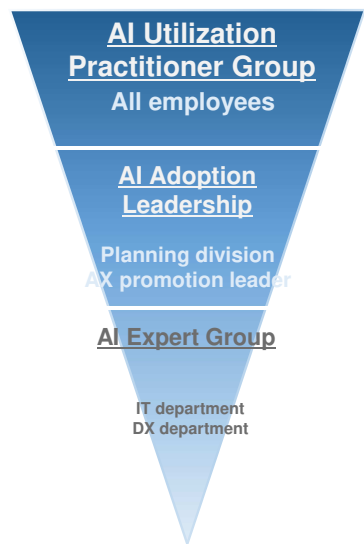 AI Utilization
Practitioner Group
All employees
AI Adoption
Leadership
Planning division
AX promotion leader
AI Expert Group
IT department
DX department